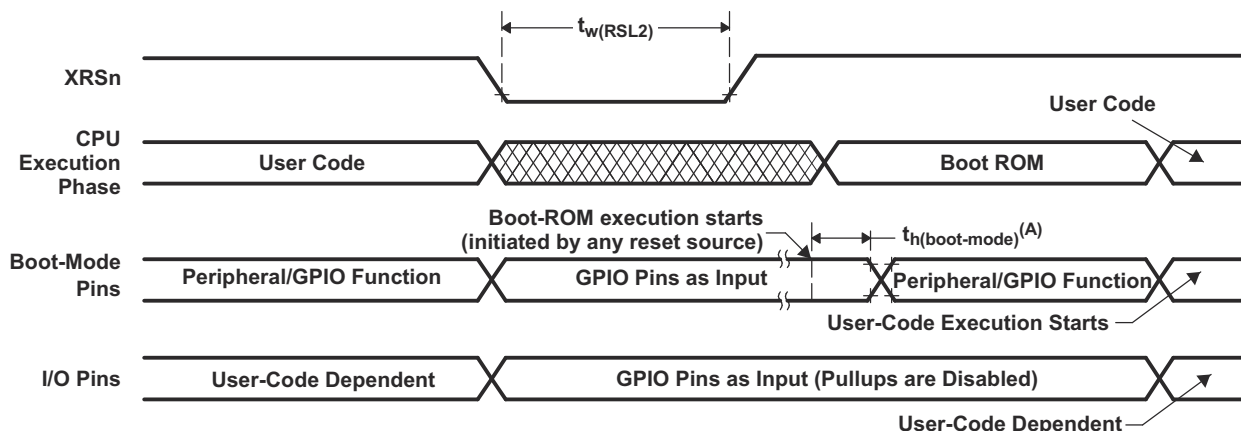 tw(RSL2)
XRSn
User Code
CPU
Execution
Phase
User Code
Boot ROM
Boot-ROM execution starts
(initiated by any reset source)
th(boot-mode)(A)
Boot-Mode
Pins
Peripheral/GPIO Function
GPIO Pins as Input
Peripheral/GPIO Function
User-Code Execution Starts
I/O Pins
User-Code Dependent
GPIO Pins as Input (Pullups are Disabled)
User-Code Dependent